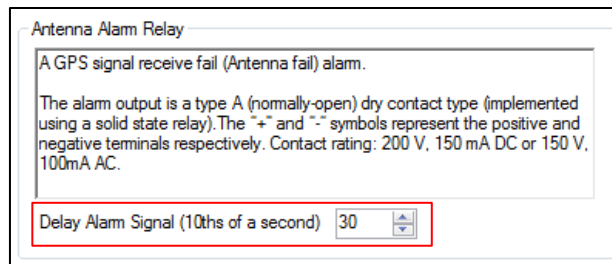 Antenna Alarm Relay
A GPS signal receive fail (Antenna fail) alarm.
The alarm output is a type A (normally-open) dry contact type (implemented
using a solid state relay).The "+" and "-" symbols represent the positive and
negative terminals respectively. Contact rating: 200 V, 150 mA DC or 150 V,
100mA AC.
Delay Alarm Signal (10ths of a second) 30